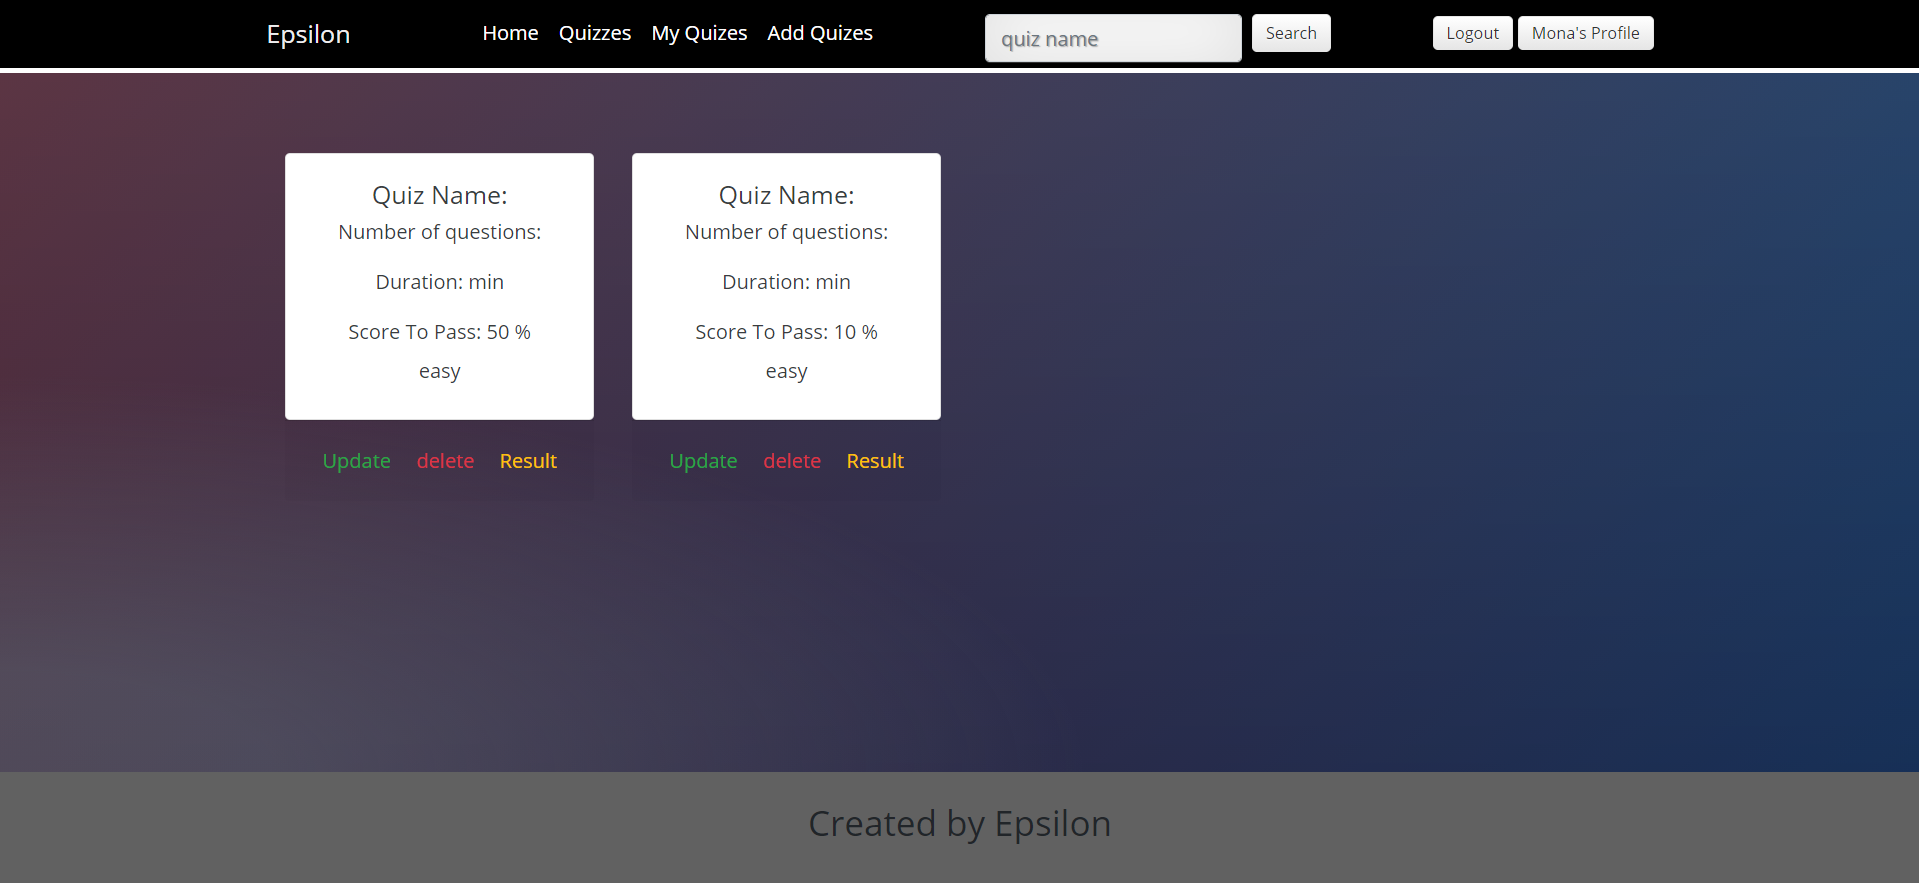 Epsilon Home Quizzes My Quizes Add Quizes quiz name Search Logout Mona's Profile
Quiz Name:
Number of questions:
Duration: min
Score To Pass: 50 %
easy
Update delete Result
Quiz Name:
Number of questions:
Duration: min
Score To Pass: 10 %
easy
Update delete Result
Created by Epsilon